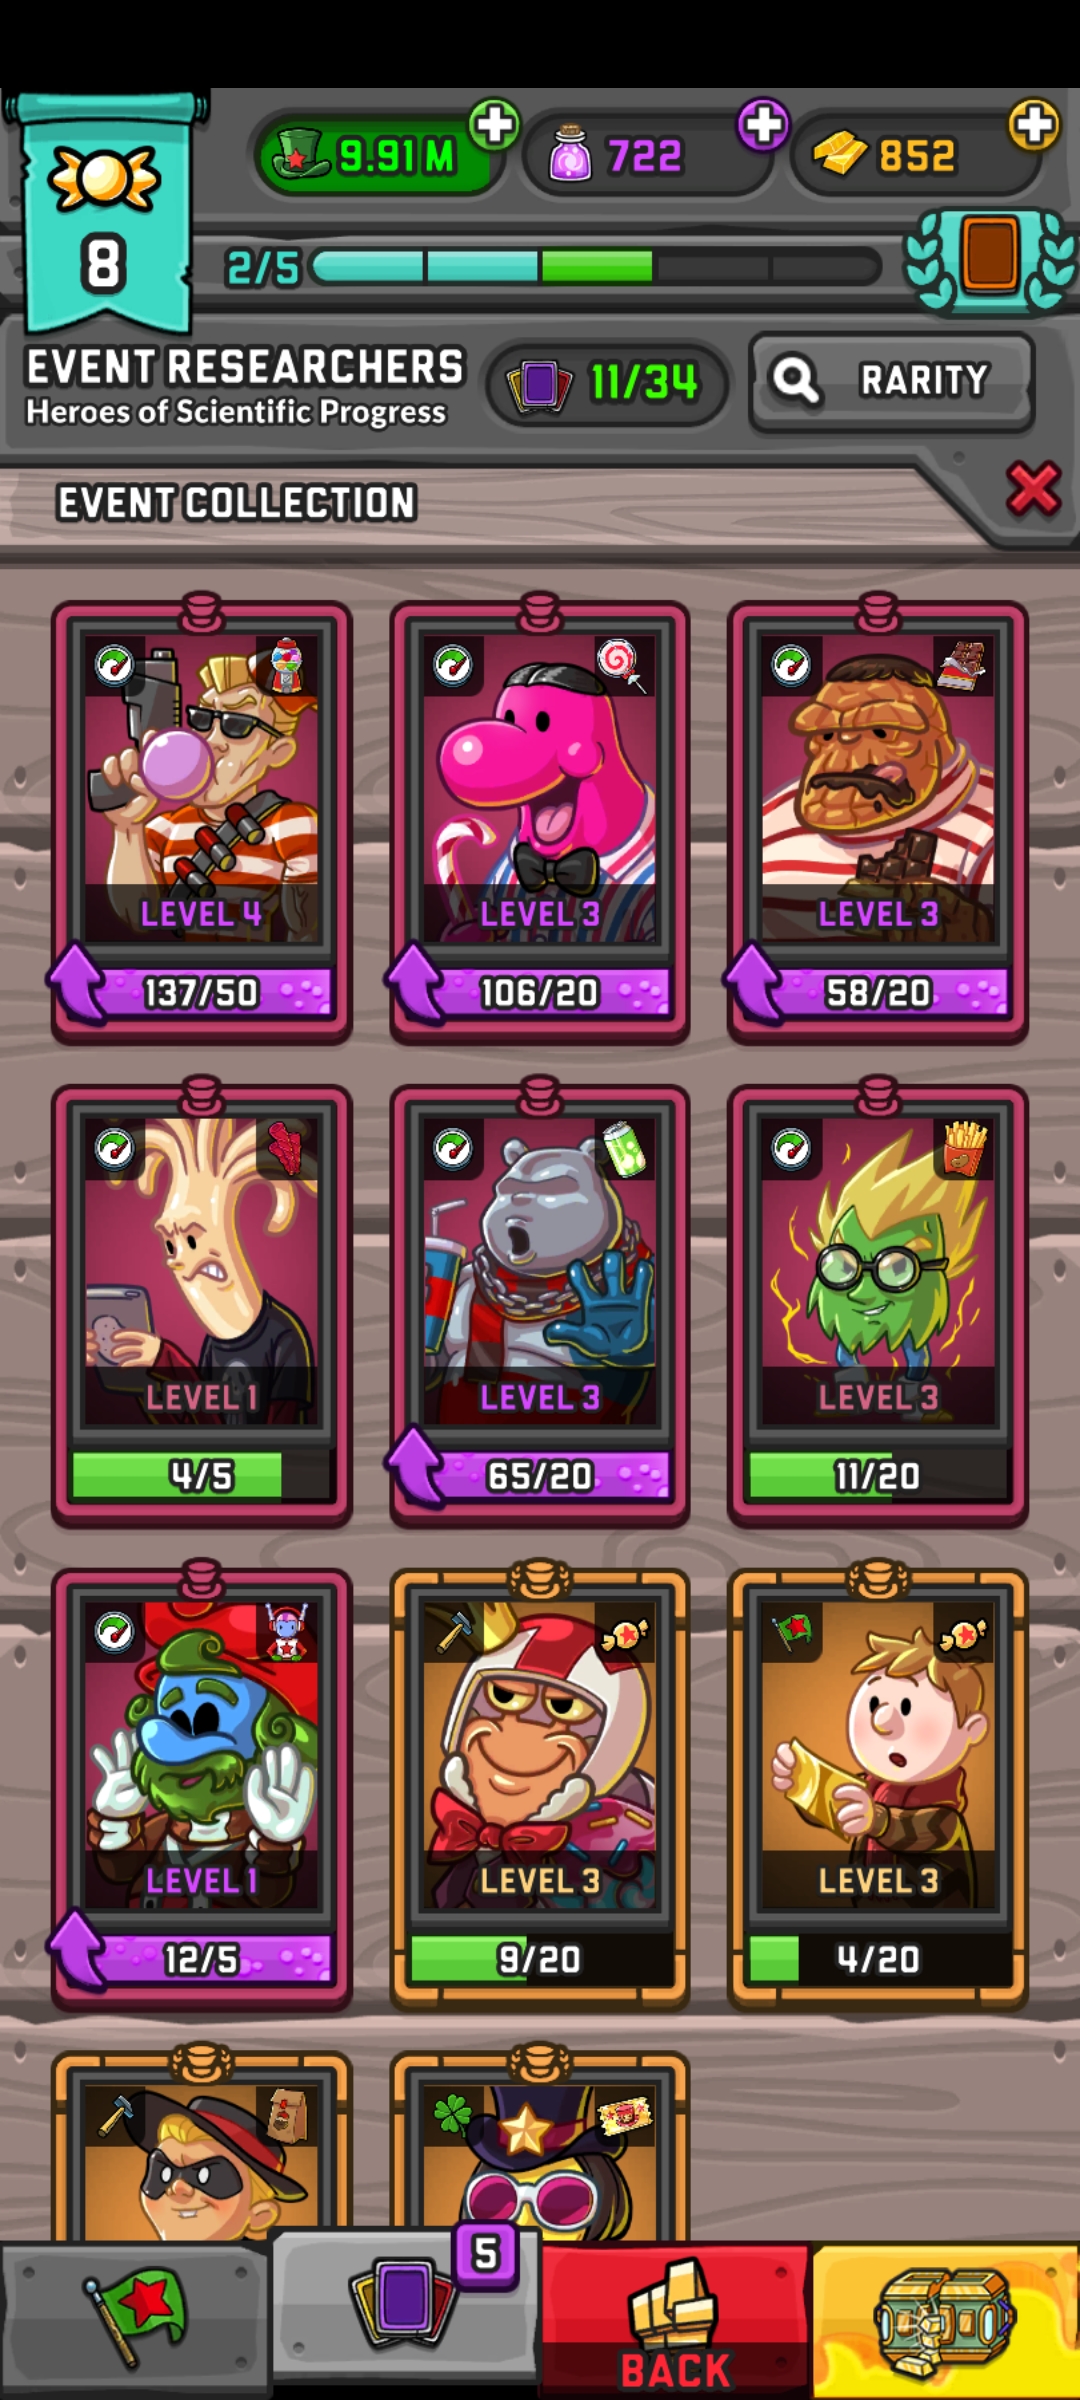 9.91M
722
852
8
2/5
EVENT RESEARCHERS
Heroes of Scientific Progress
11/34
RARITY
EVENT COLLECTION
LEVEL 4
LEVEL 3
LEVEL 3
137/50
106/20
58/20
LEVEL 1
LEVEL 3
LEVEL 3
4/5
65/20
11/20
LEVEL 1
LEVEL 3
LEVEL 3
12/5
9/20
4/20
5
BACK